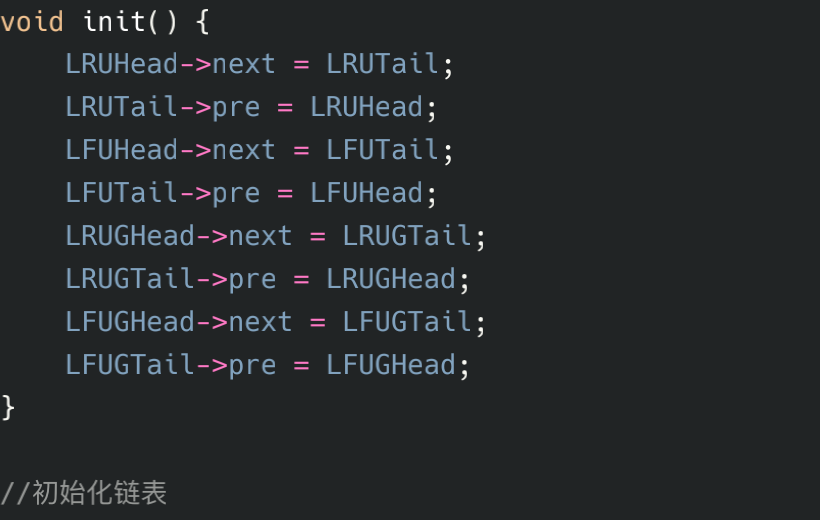 void init() {
    LRUHead->next = LRUTail;
    LRUTail->pre = LRUHead;
    LFUHead->next = LFUTail;
    LFUTail->pre = LFUHead;
    LRUGHead->next = LRUGTail;
    LRUGTail->pre = LRUGHead;
    LFUGHead->next = LFUGTail;
    LFUGTail->pre = LFUGHead;
}
//初始化链表